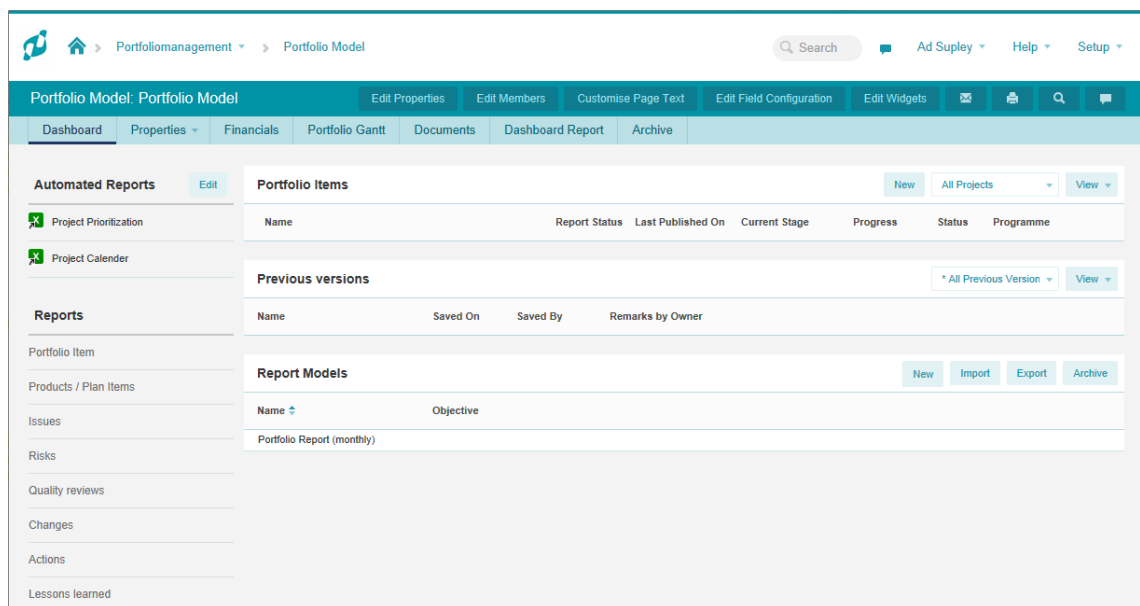 Portfoliomanagement Portfolio Model Search Ad Supley Help Setup
Portfolio Model: Portfolio Model Edit Properties Edit Members Customise Page Text Edit Field Configuration Edit Widgets
Dashboard Properties Financials Portfolio Gantt Documents Dashboard Report Archive
Automated Reports Edit
Project Prioritization
Project Calender
Reports
Portfolio Item
Products / Plan Items
Issues
Risks
Quality reviews
Changes
Actions
Lessons learned
Portfolio Items New All Projects View
Name Report Status Last Published On Current Stage Progress Status Programme
Previous versions * All Previous Version View
Name Saved On Saved By Remarks by Owner
Report Models New Import Export Archive
Name Objective
Portfolio Report (monthly)